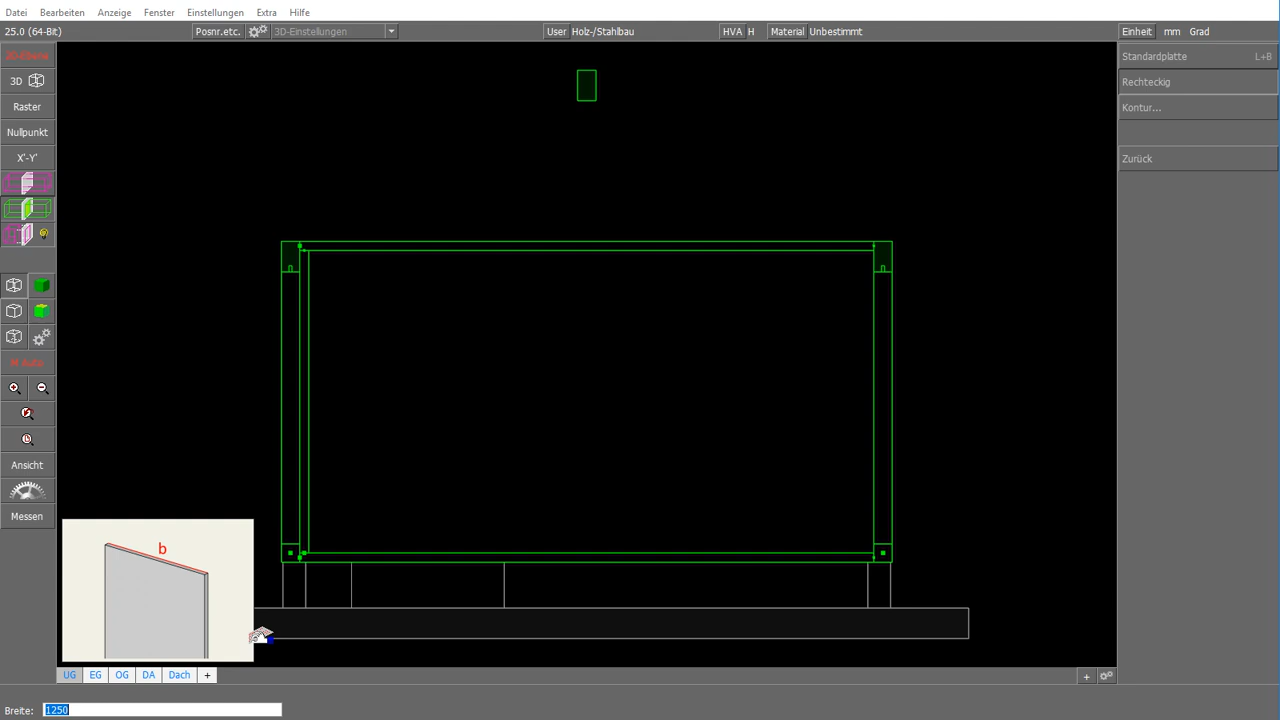 Datei Bearbeiten Anzeige Fenster Einstellungen Extra Hilfe
25.0 (64-Bit) Posnr.etc. 3D-Einstellungen User Holz-/Stahlbau HVA H Material Unbestimmt Einheit mm Grad
3D-Ebene
3D
Raster
Nullpunkt
X'-Y'
M Auto
Ansicht
Messen
Standardplatte L+B
Rechteckig
Kontur...
Zurück
b
UG EG OG DA Dach + +
Breite: 1250